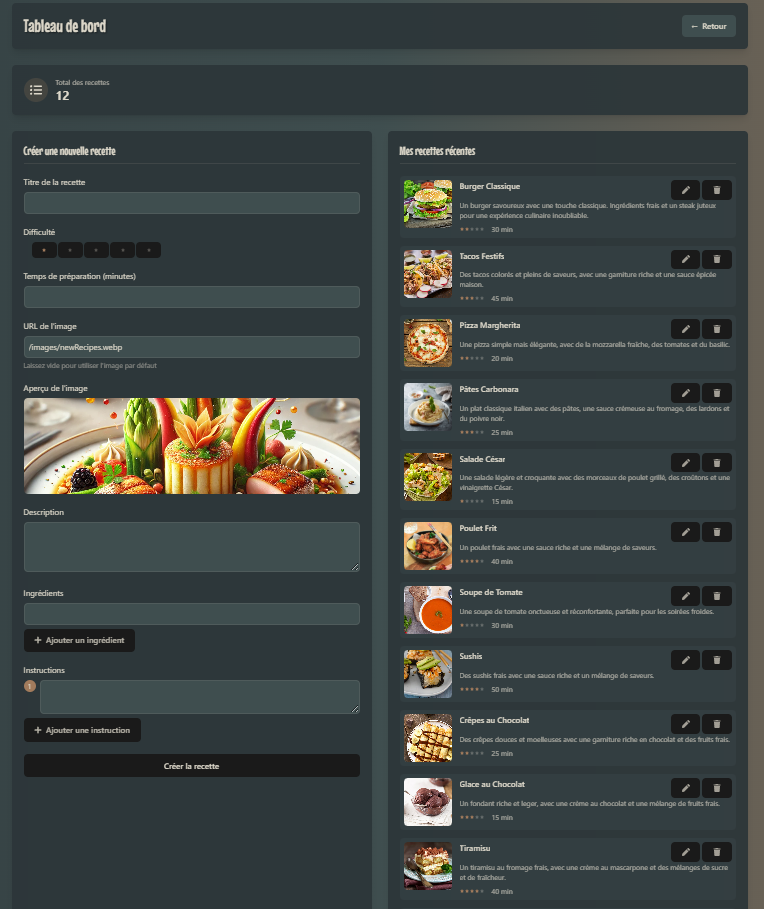 Tableau de bord
← Retour
Total des recettes
12
Créer une nouvelle recette
Titre de la recette
Difficulté
Temps de préparation (minutes)
URL de l'image
/images/newRecipes.webp
Laissez vide pour utiliser l'image par défaut
Aperçu de l'image
Description
Ingrédients
+ Ajouter un ingrédient
Instructions
1
+ Ajouter une instruction
Créer la recette
Mes recettes récentes
Burger Classique
Un burger savoureux avec une touche classique. Ingrédients frais et un steak juteux
pour une expérience culinaire inoubliable.
30 min
Tacos Festifs
Des tacos colorés et pleins de saveurs, avec une garniture riche et une sauce épicée
maison.
45 min
Pizza Margherita
Une pizza simple mais élégante, avec de la mozzarella fraîche, des tomates et du basilic.
20 min
Pâtes Carbonara
Un plat classique italien avec des pâtes, une sauce crémeuse au fromage, des lardons et
du poivre noir.
25 min
Salade César
Une salade légère et croquante avec des morceaux de poulet grillé, des croûtons et une
vinaigrette César.
15 min
Poulet Frit
Un poulet frais avec une sauce riche et une mélange de saveurs.
40 min
Soupe de Tomate
Une soupe de tomate onctueuse et réconfortante, parfaite pour les soirées froides.
30 min
Sushis
Des sushis frais avec une sauce riche et un mélange de saveurs.
50 min
Crêpes au Chocolat
Des crêpes douces et moelleuses avec une garniture riche en chocolat et des fruits frais.
25 min
Glace au Chocolat
Un fondant riche et leger, avec une crème au chocolat et une mélange de fruits frais.
15 min
Tiramisu
Un tiramisu au fromage frais, avec une crème au mascarpone et des mélanges de sucre
et de fraîcheur.
40 min